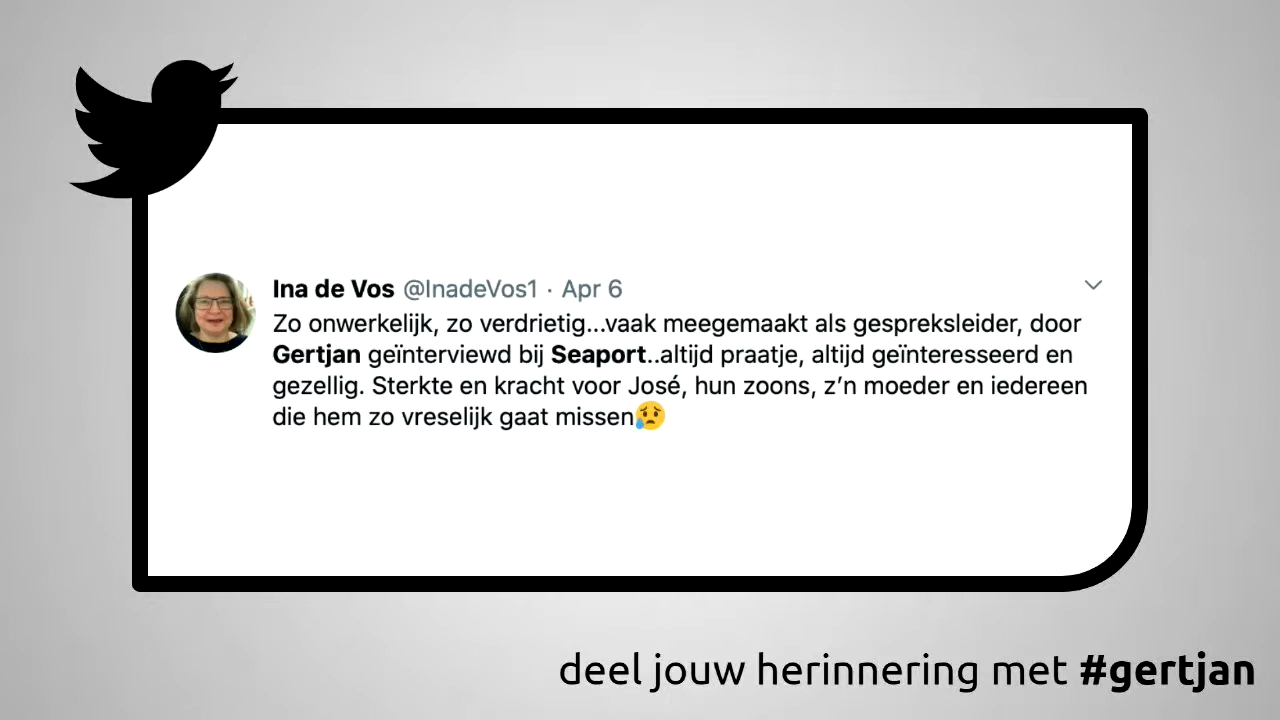 Ina de Vos @InadeVos1 · Apr 6
Zo onwerkelijk, zo verdrietig...vaak meegemaakt als gespreksleider, door
Gertjan geïnterviewd bij Seaport..altijd praatje, altijd geïnteresseerd en
gezellig. Sterkte en kracht voor José, hun zoons, z’n moeder en iedereen
die hem zo vreselijk gaat missen😥
deel jouw herinnering met #gertjan